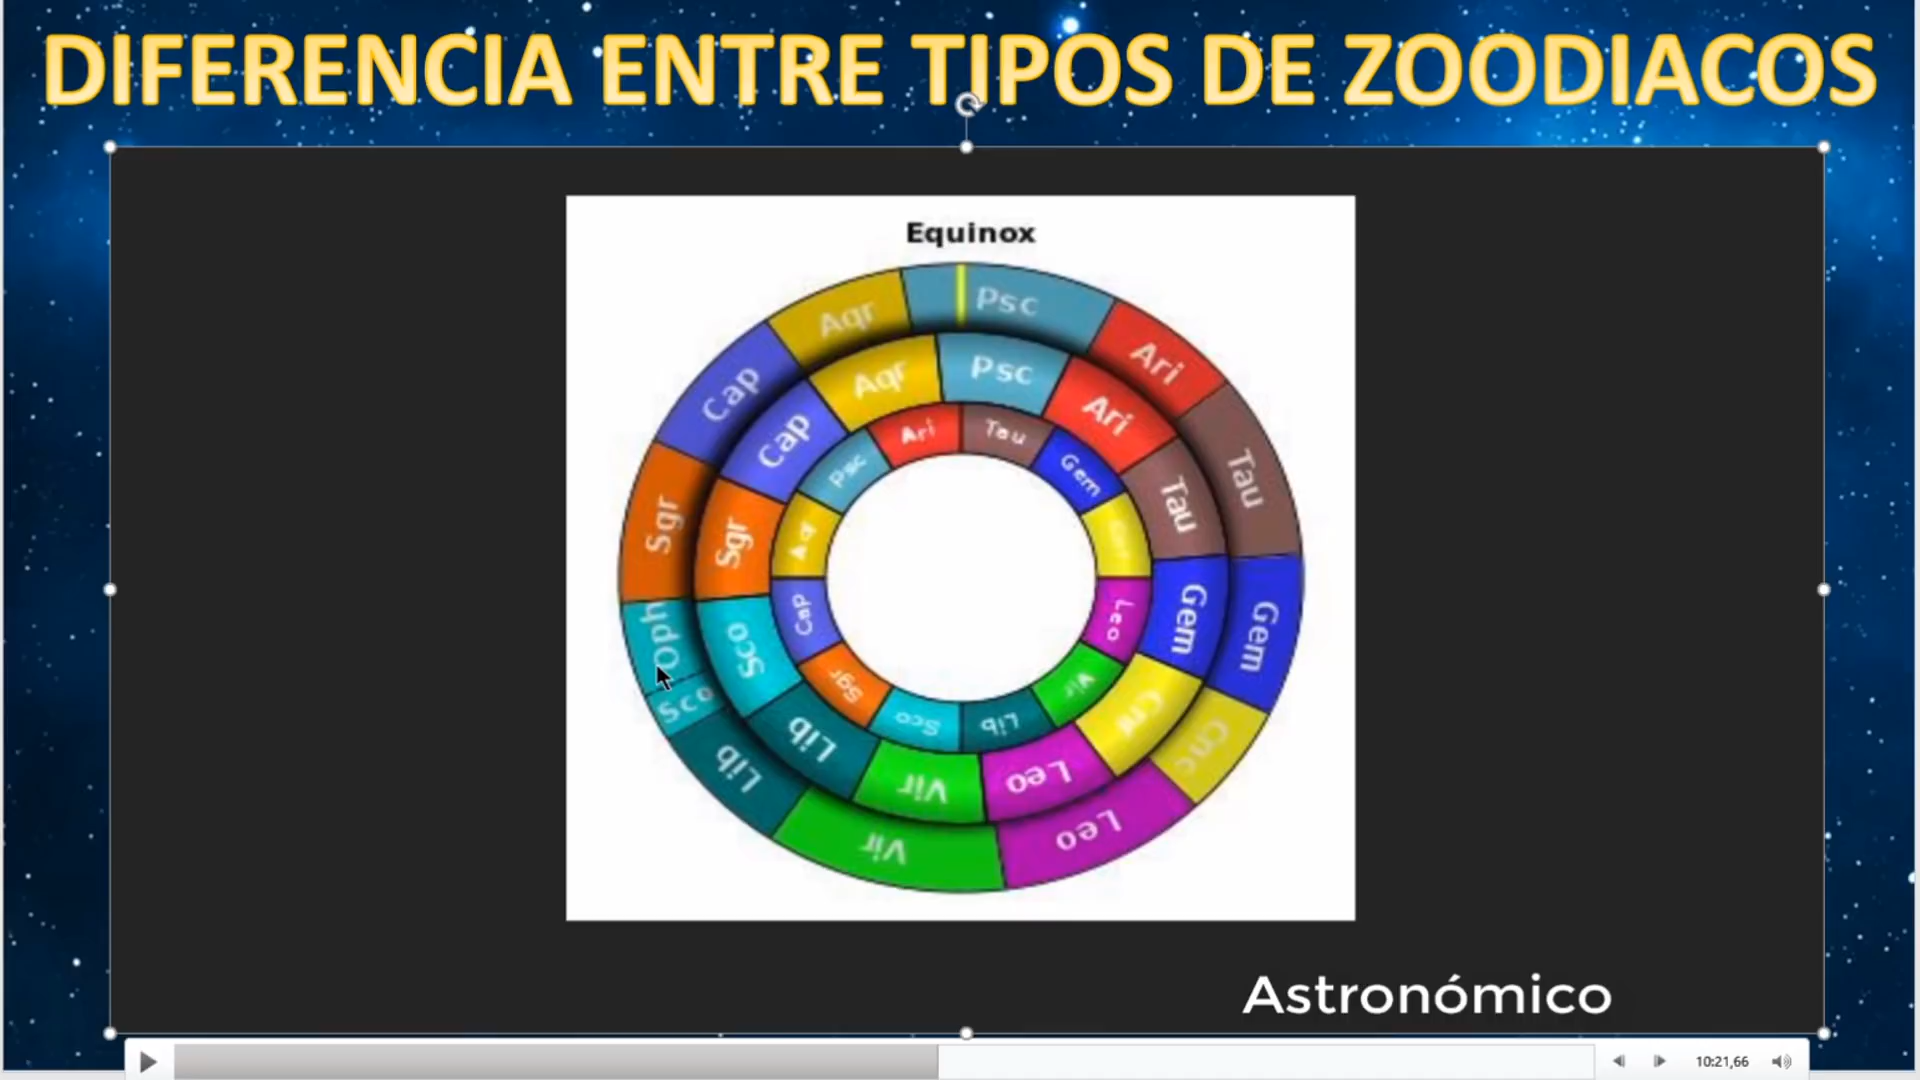 DIFERENCIA ENTRE TIPOS DE ZOODIACOS
Equinox
Psc
Ari
Tau
Gem
Cnc
Leo
Vir
Lib
Sco
Oph
Sgr
Cap
Aqr
Psc
Ari
Tau
Gem
Leo
Vir
Lib
Sco
Sgr
Cap
Aqr
Ari
Tau
Gem
Leo
Vir
Lib
Sco
Sgr
Cap
Aqr
Psc
Astronómico
10:21,66